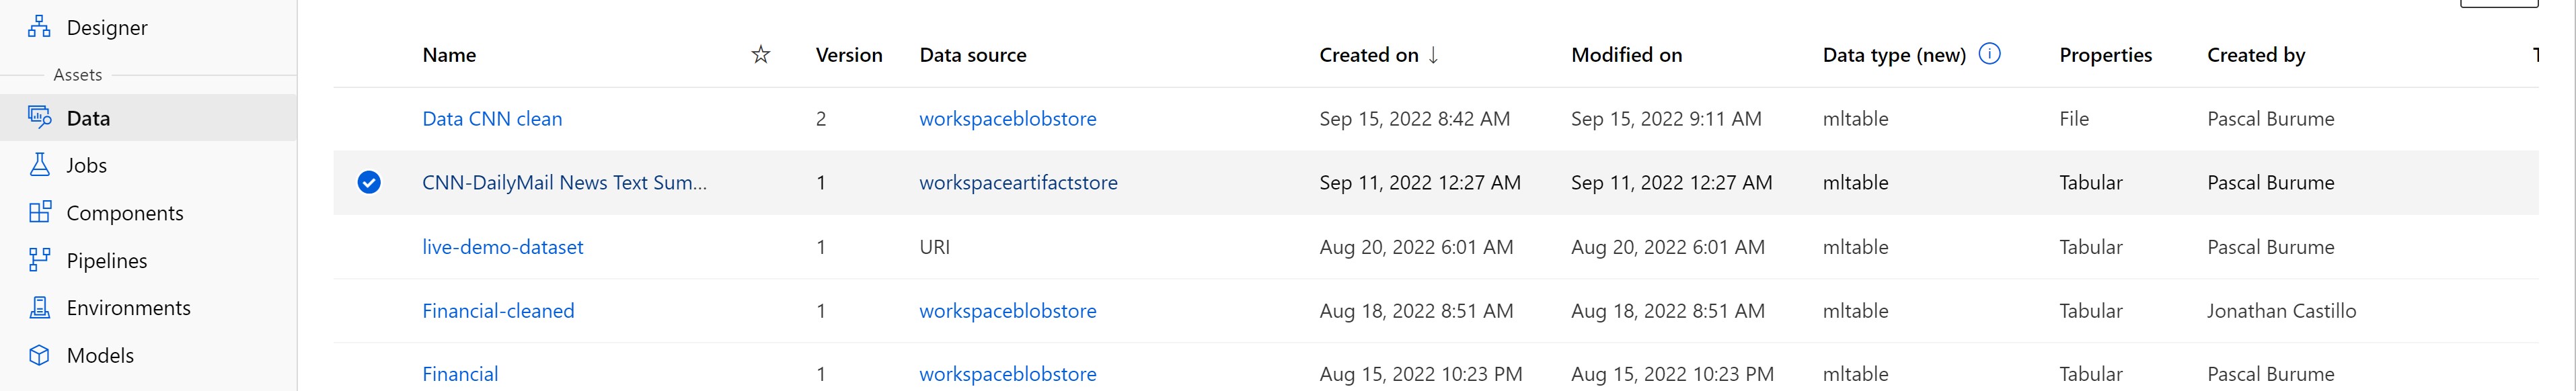 Designer
Assets
Data
Jobs
Components
Pipelines
Environments
Models
Name Version Data source Created on ↓ Modified on Data type (new) Properties Created by
Data CNN clean 2 workspaceblobstore Sep 15, 2022 8:42 AM Sep 15, 2022 9:11 AM mltable File Pascal Burume
CNN-DailyMail News Text Sum... 1 workspaceartifactstore Sep 11, 2022 12:27 AM Sep 11, 2022 12:27 AM mltable Tabular Pascal Burume
live-demo-dataset 1 URI Aug 20, 2022 6:01 AM Aug 20, 2022 6:01 AM mltable Tabular Pascal Burume
Financial-cleaned 1 workspaceblobstore Aug 18, 2022 8:51 AM Aug 18, 2022 8:51 AM mltable Tabular Jonathan Castillo
Financial 1 workspaceblobstore Aug 15, 2022 10:23 PM Aug 15, 2022 10:23 PM mltable Tabular Pascal Burume